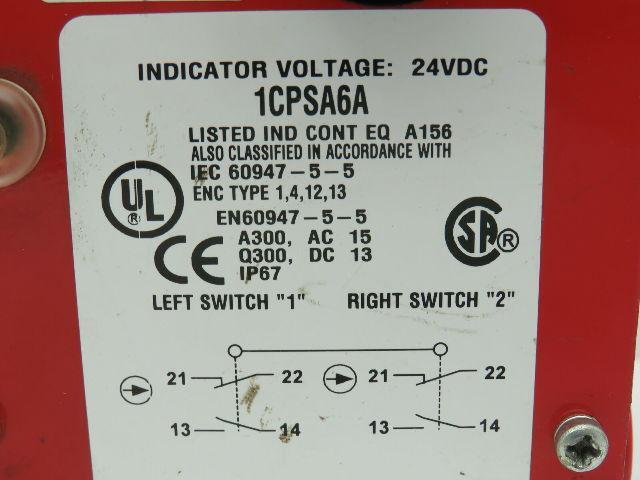 INDICATOR VOLTAGE: 24VDC
1CPSA6A
LISTED IND CONT EQ A156
ALSO CLASSIFIED IN ACCORDANCE WITH
IEC 60947-5-5
ENC TYPE 1,4,12,13
UL ®
EN60947-5-5
SA ®
CE
A300, AC 15
Q300, DC 13
IP67
LEFT SWITCH "1" RIGHT SWITCH "2"
21 22 21 22
13 14 13 14